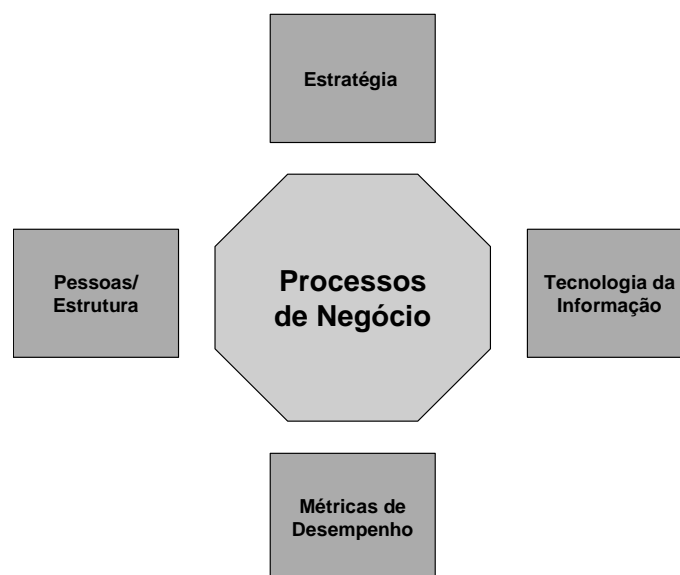 Estratégia
Pessoas/
Estrutura
Processos
de Negócio
Tecnologia da
Informação
Métricas de
Desempenho